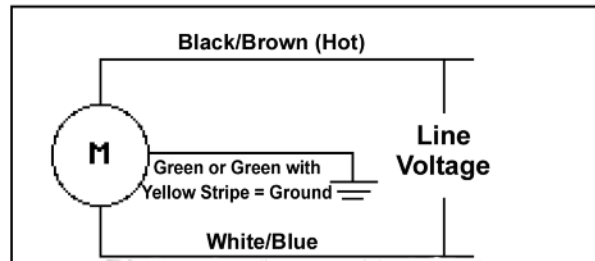 Black/Brown (Hot)
M
Line
Voltage
Green or Green with
Yellow Stripe = Ground
White/Blue